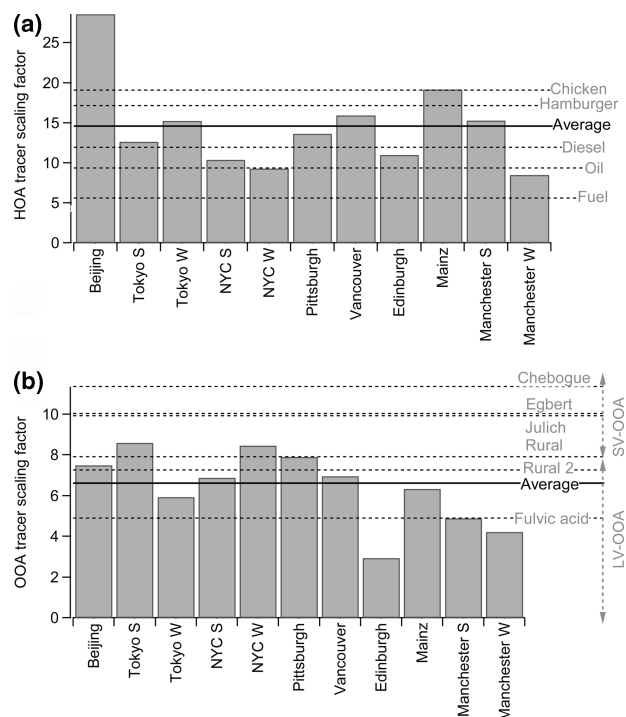 (a)
HOA tracer scaling factor
25
20
15
10
5
0
Chicken
Hamburger
Average
Diesel
Oil
Fuel
Beijing
Tokyo S
Tokyo W
NYC S
NYC W
Pittsburgh
Vancouver
Edinburgh
Mainz
Manchester S
Manchester W
(b)
OOA tracer scaling factor
10
8
6
4
2
0
Chebogue
Egbert
Julich
Rural
Rural 2
Average
Fulvic acid
SV-OOA
LV-OOA
Beijing
Tokyo S
Tokyo W
NYC S
NYC W
Pittsburgh
Vancouver
Edinburgh
Mainz
Manchester S
Manchester W